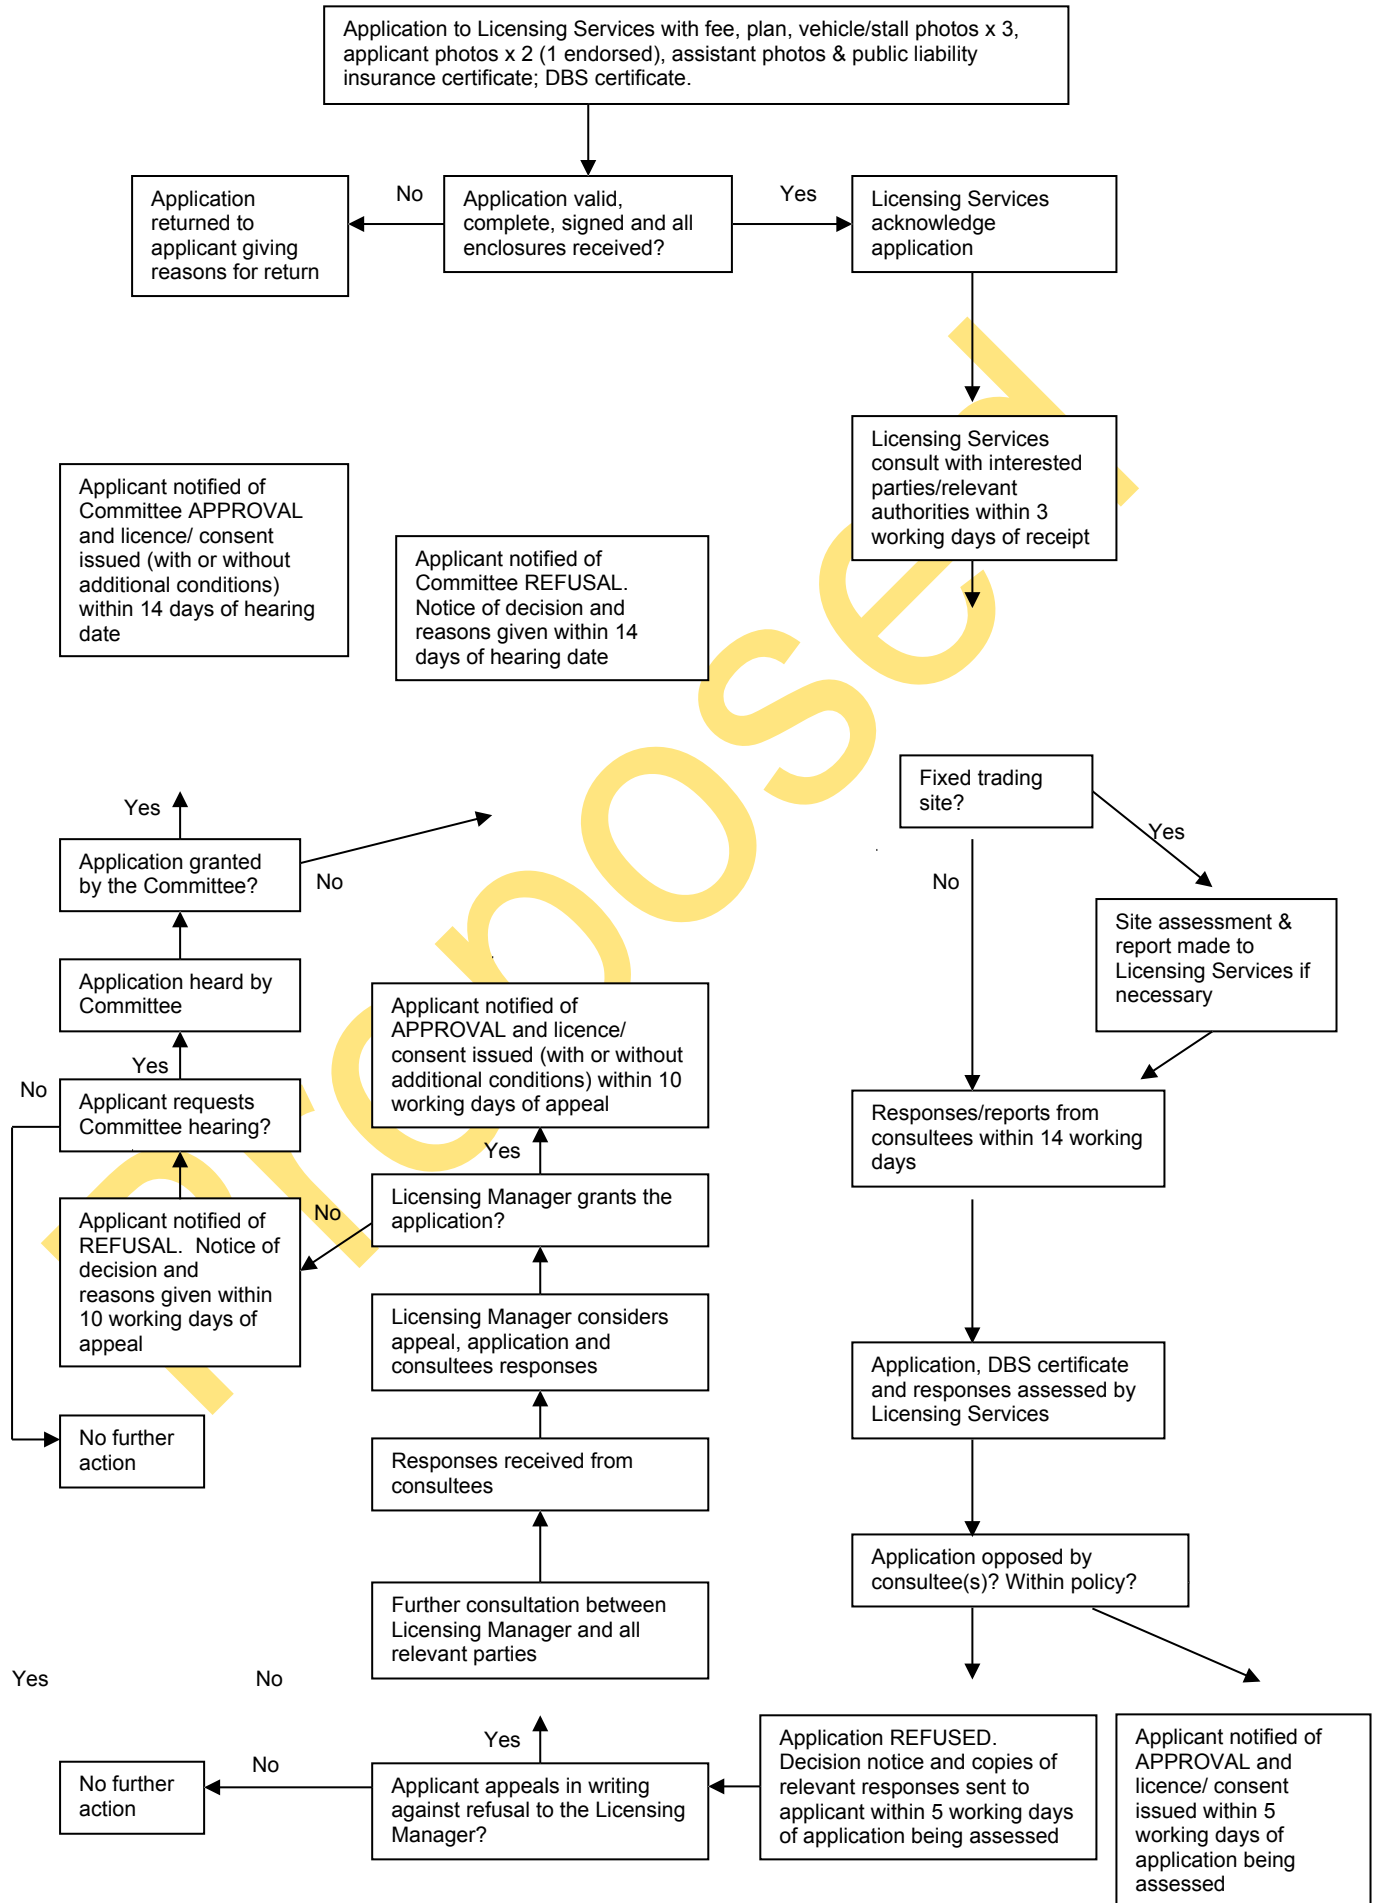 Application to Licensing Services with fee, plan, vehicle/stall photos x 3,
applicant photos x 2 (1 endorsed), assistant photos & public liability
insurance certificate; DBS certificate.
Application
returned to
applicant giving
reasons for return
No
Application valid,
complete, signed and all
enclosures received?
Yes
Licensing Services
acknowledge
application
Licensing Services
consult with interested
parties/relevant
authorities within 3
working days of receipt
Applicant notified of
Committee APPROVAL
and licence/ consent
issued (with or without
additional conditions)
within 14 days of hearing
date
Applicant notified of
Committee REFUSAL.
Notice of decision and
reasons given within 14
days of hearing date
Fixed trading
site?
Yes
No
Site assessment &
report made to
Licensing Services if
necessary
Yes
Application granted
by the Committee?
No
Application heard by
Committee
Yes
No
Applicant requests
Committee hearing?
Applicant notified of
APPROVAL and licence/
consent issued (with or without
additional conditions) within 10
working days of appeal
Responses/reports from
consultees within 14 working
days
Yes
Licensing Manager grants the
application?
No
Applicant notified of
REFUSAL.  Notice of
decision and
reasons given within
10 working days of
appeal
Licensing Manager considers
appeal, application and
consultees responses
Application, DBS certificate
and responses assessed by
Licensing Services
No further
action
Responses received from
consultees
Application opposed by
consultee(s)? Within policy?
Further consultation between
Licensing Manager and all
relevant parties
Yes
No
No further
action
No
Yes
Applicant appeals in writing
against refusal to the Licensing
Manager?
Application REFUSED.
Decision notice and copies of
relevant responses sent to
applicant within 5 working days
of application being assessed
Applicant notified of
APPROVAL and
licence/ consent
issued within 5
working days of
application being
assessed
Proposed